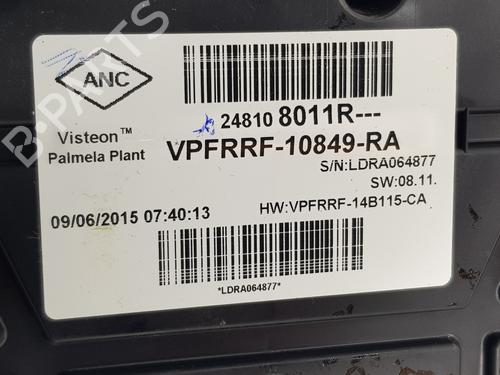 ANC
24810 8011R---
Visteon™
Palmela Plant
VPFRRF-10849-RA
S/N:LDRA064877
SW:08.11.
09/06/2015 07:40:13
HW:VPFRRF-14B115-CA
*LDRA064877*
B-PARTS